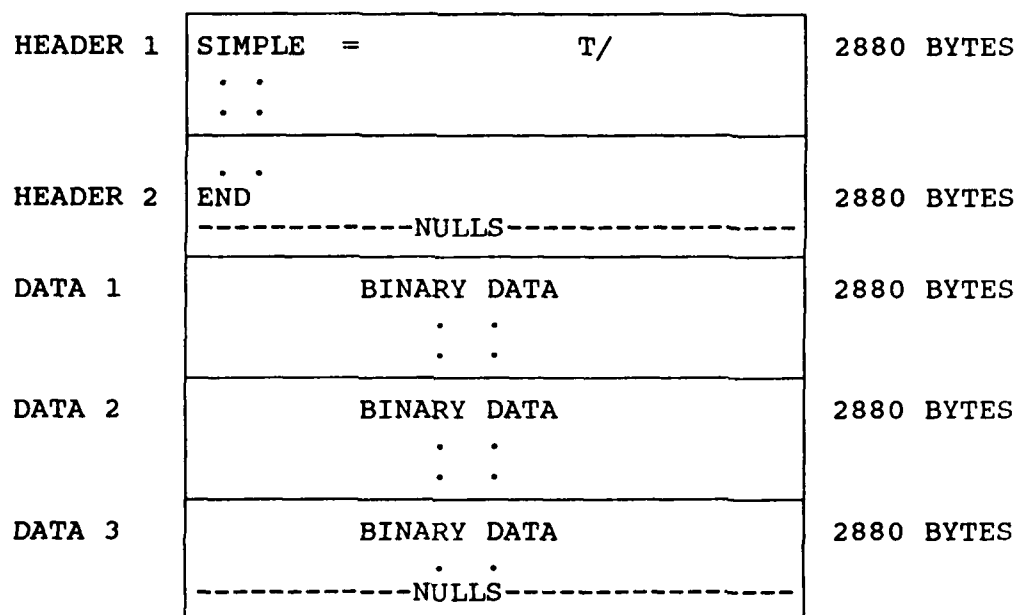 HEADER 1 SIMPLE = T/ 2880 BYTES
. .
. .
. .
HEADER 2 END 2880 BYTES
------------NULLS----------------
DATA 1 BINARY DATA 2880 BYTES
. .
. .
DATA 2 BINARY DATA 2880 BYTES
. .
. .
DATA 3 BINARY DATA 2880 BYTES
. .
------------NULLS----------------